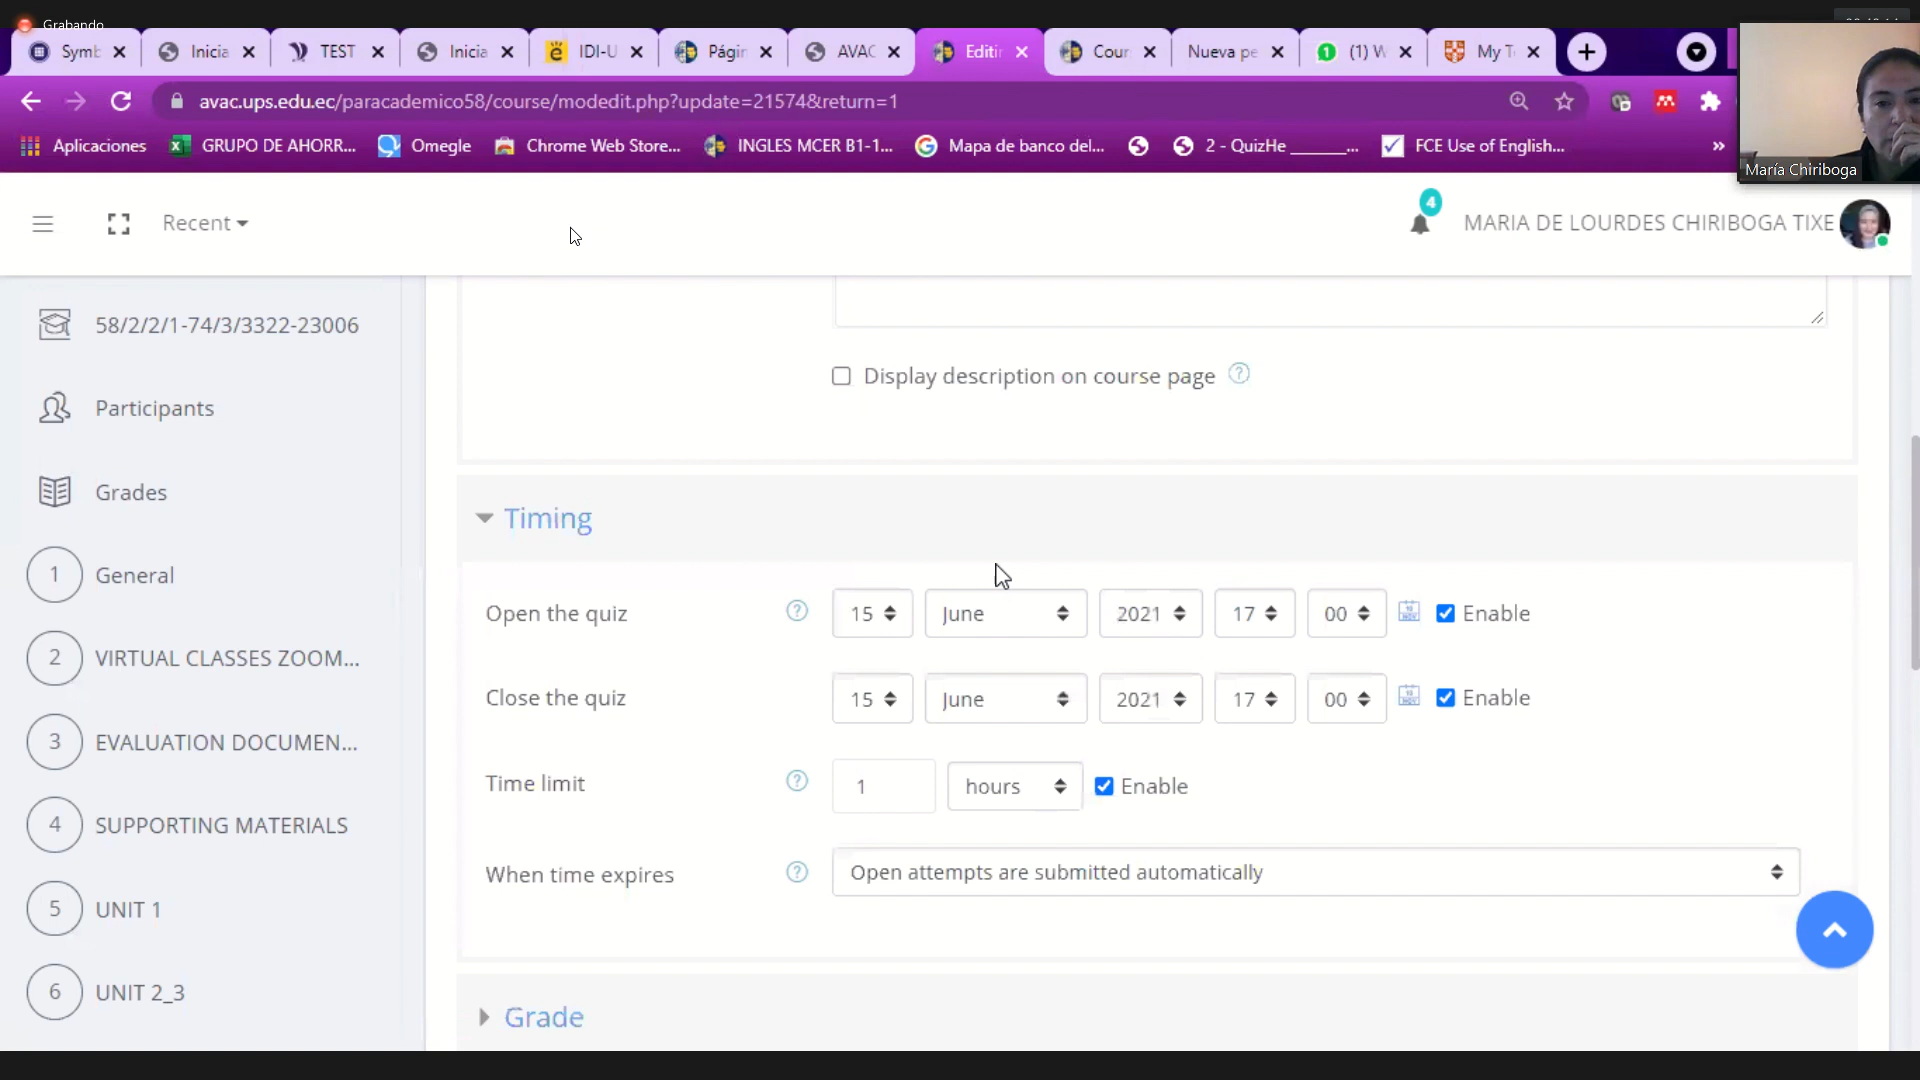 Grabando
Symb
Inicia
TEST
Inicia
IDI-U
Págin
AVAC
Editin
Cour
Nueva pe
(1) W
My T
avac.ups.edu.ec/paracademico58/course/modedit.php?update=21574&return=1
Aplicaciones
GRUPO DE AHORR...
Omegle
Chrome Web Store...
INGLES MCER B1-1...
Mapa de banco del...
2 - QuizHe ______...
FCE Use of English...
»
María Chiriboga
Recent
4
MARIA DE LOURDES CHIRIBOGA TIXE
58/2/2/1-74/3/3322-23006
Participants
Grades
1 General
2 VIRTUAL CLASSES ZOOM...
3 EVALUATION DOCUMEN...
4 SUPPORTING MATERIALS
5 UNIT 1
6 UNIT 2_3
Display description on course page
Timing
Open the quiz 15 June 2021 17 00 Enable
Close the quiz 15 June 2021 17 00 Enable
Time limit 1 hours Enable
When time expires Open attempts are submitted automatically
Grade